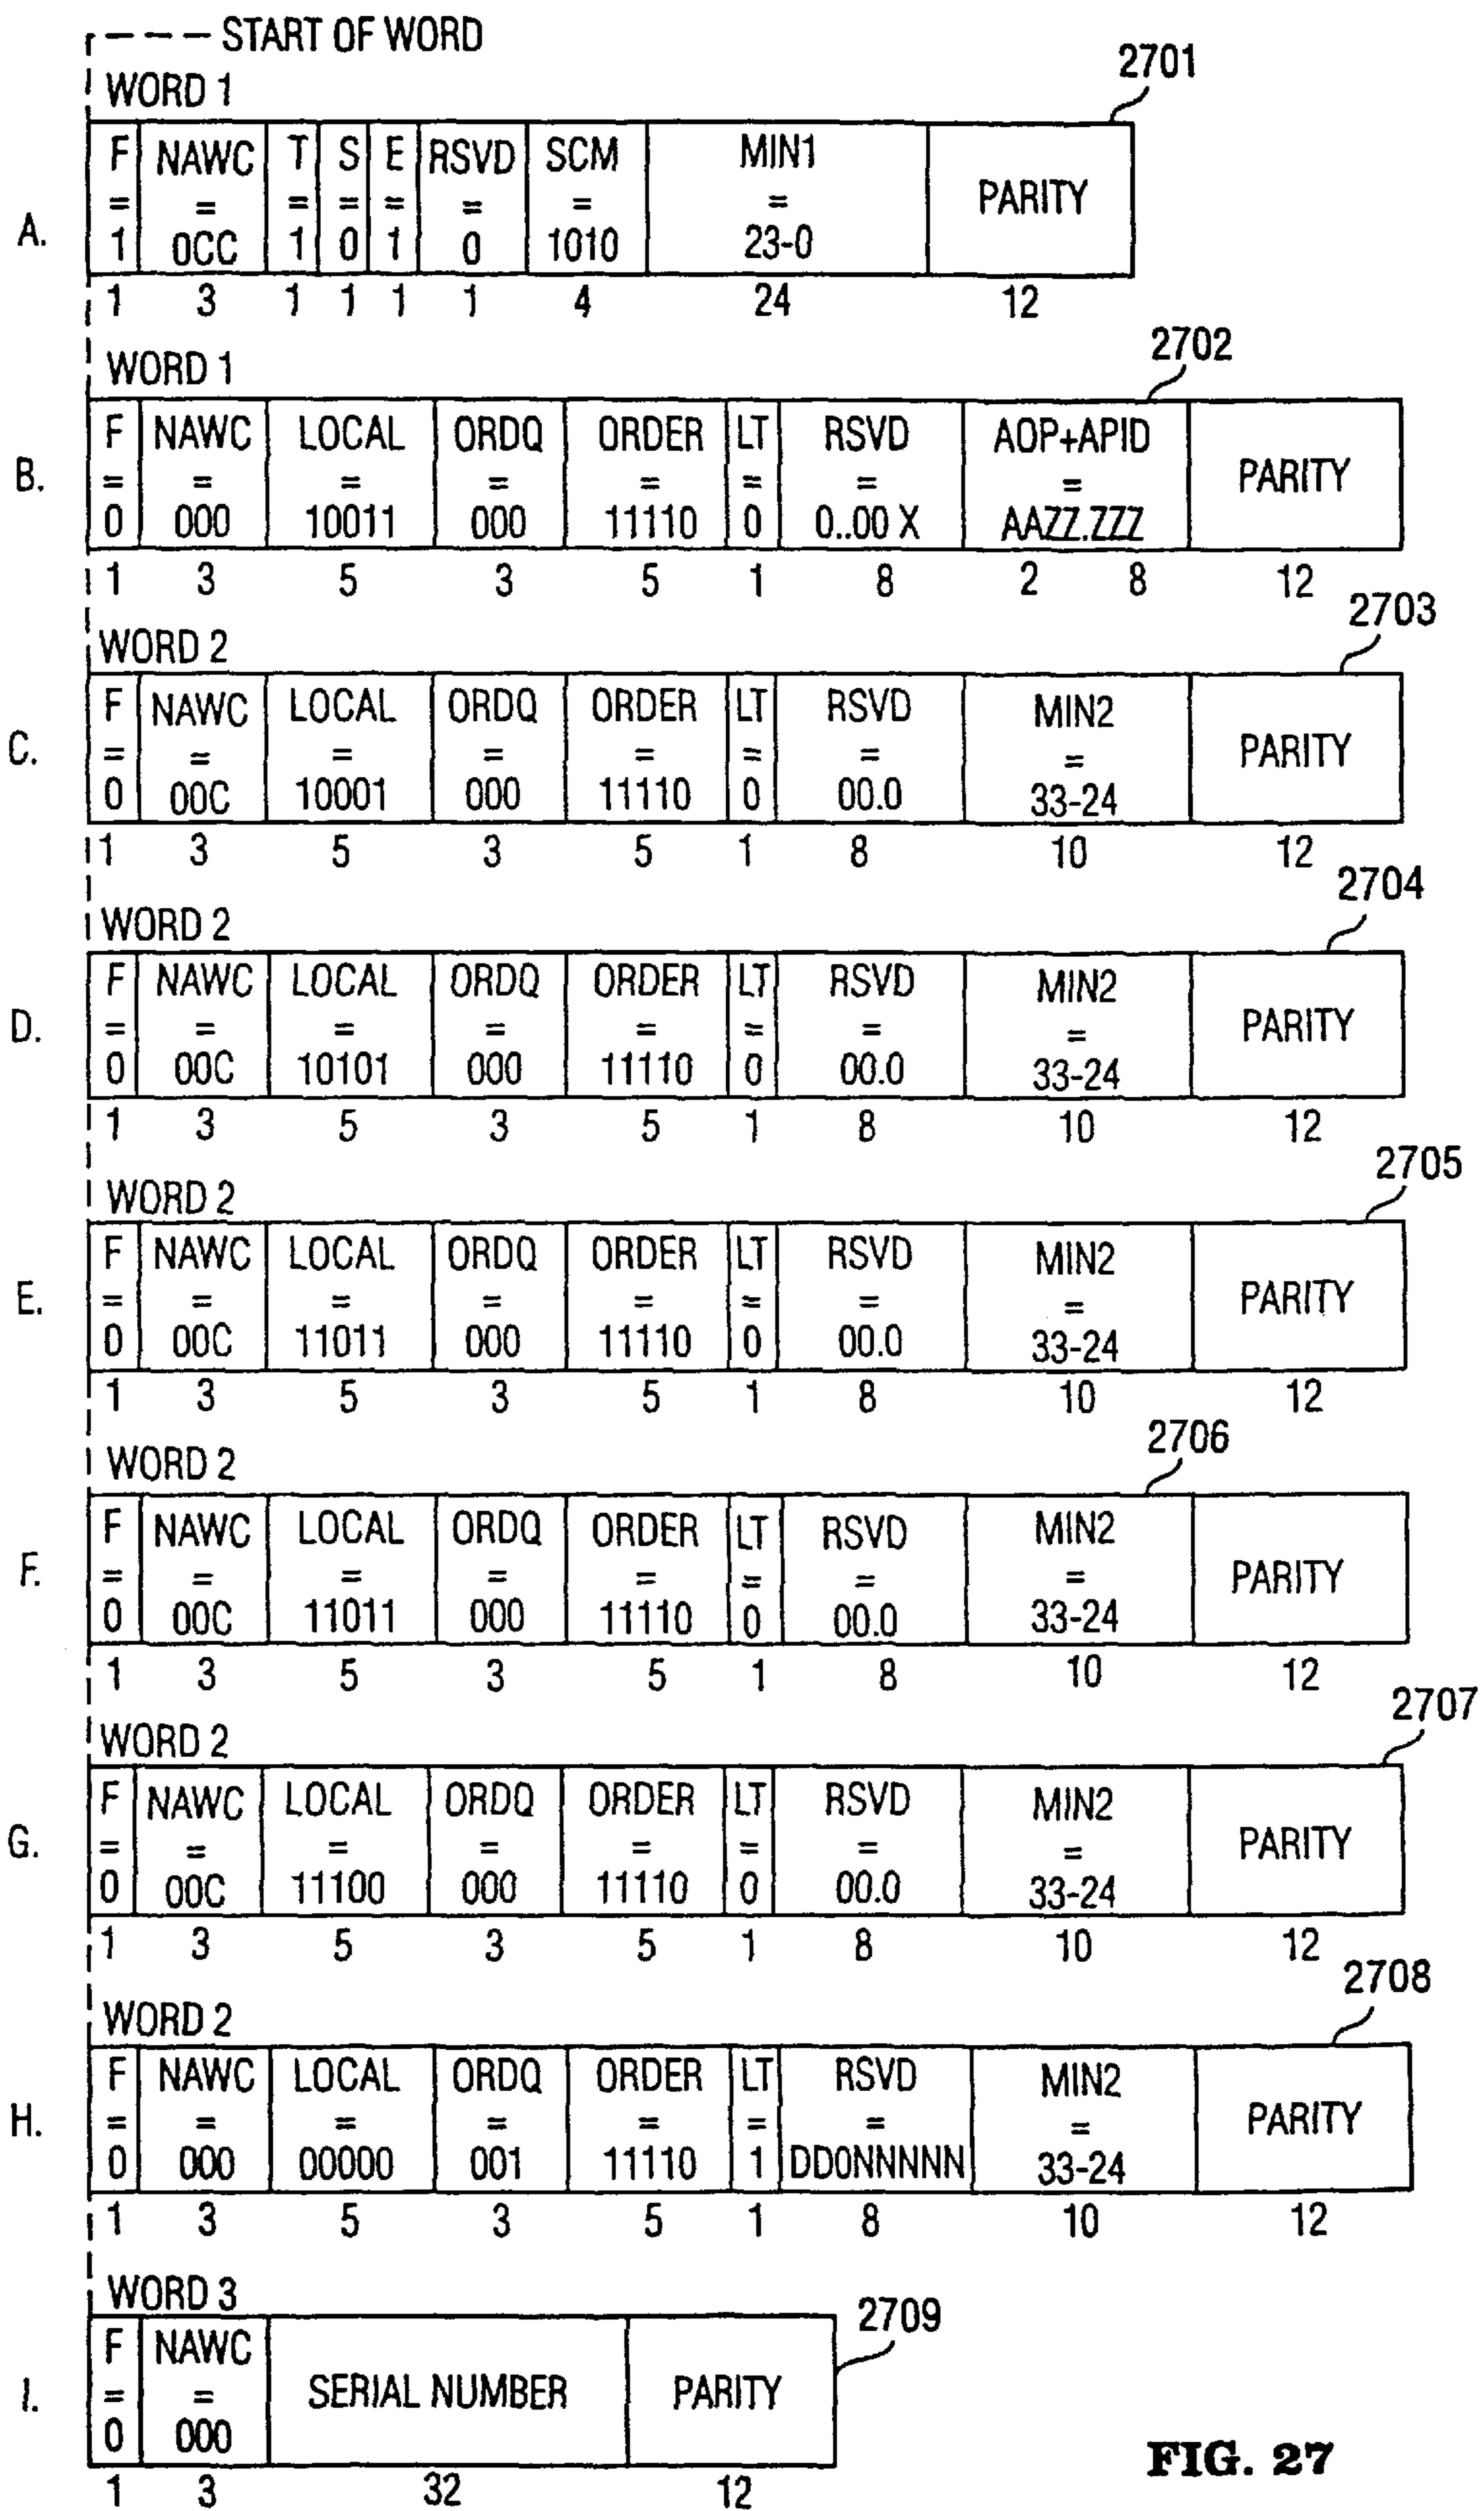 START OF WORD
WORD 1
2701
F NAWC T S E RSVD SCM MIN1 PARITY
A. = = = = = = = =
1 0CC 1 0 1 0 1010 23-0
1 3 1 1 1 1 4 24 12
WORD 1
2702
F NAWC LOCAL ORDQ ORDER LT RSVD AOP+APID PARITY
B. = = = = = = = =
0 000 10011 000 11110 0 0..00 X AAZZ.ZZZ
1 3 5 3 5 1 8 2 8 12
WORD 2
2703
F NAWC LOCAL ORDQ ORDER LT RSVD MIN2 PARITY
C. = = = = = = = =
0 00C 10001 000 11110 0 00.0 33-24
1 3 5 3 5 1 8 10 12
WORD 2
2704
F NAWC LOCAL ORDQ ORDER LT RSVD MIN2 PARITY
D. = = = = = = = =
0 00C 10101 000 11110 0 00.0 33-24
1 3 5 3 5 1 8 10 12
WORD 2
2705
F NAWC LOCAL ORDQ ORDER LT RSVD MIN2 PARITY
E. = = = = = = = =
0 00C 11011 000 11110 0 00.0 33-24
1 3 5 3 5 1 8 10 12
WORD 2
2706
F NAWC LOCAL ORDQ ORDER LT RSVD MIN2 PARITY
F. = = = = = = = =
0 00C 11011 000 11110 0 00.0 33-24
1 3 5 3 5 1 8 10 12
WORD 2
2707
F NAWC LOCAL ORDQ ORDER LT RSVD MIN2 PARITY
G. = = = = = = = =
0 00C 11100 000 11110 0 00.0 33-24
1 3 5 3 5 1 8 10 12
WORD 2
2708
F NAWC LOCAL ORDQ ORDER LT RSVD MIN2 PARITY
H. = = = = = = = =
0 000 00000 001 11110 1 DD0NNNNN 33-24
1 3 5 3 5 1 8 10 12
WORD 3
2709
F NAWC SERIAL NUMBER PARITY
I. = =
0 000
1 3 32 12
FIG. 27